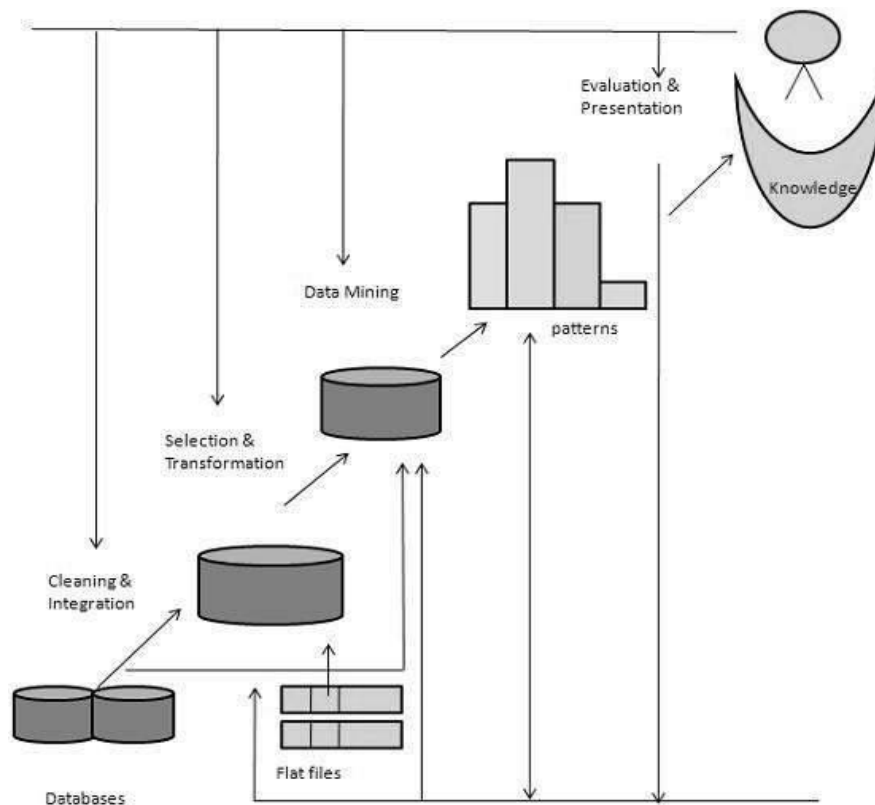 Evaluation &
Presentation
Knowledge
Data Mining
patterns
Selection &
Transformation
Cleaning &
Integration
Flat files
Databases